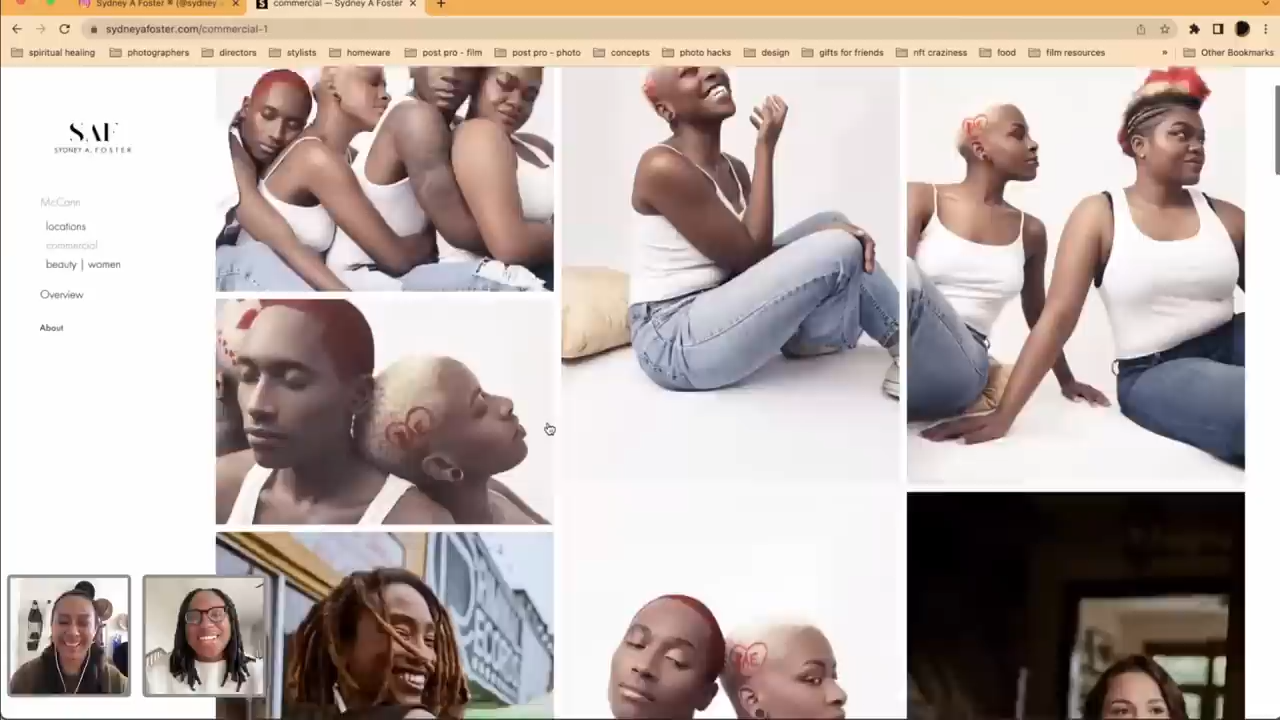 Sydney A Foster
(@sydney
commercial — Sydney A Foster
sydneyafoster.com/commercial-1
spiritual healing
photographers
directors
stylists
homeware
post pro - film
post pro - photo
concepts
photo hacks
design
gifts for friends
nft craziness
food
film resources
»
Other Bookmarks
SAF
SYDNEY A. FOSTER
McCann
locations
commercial
beauty | women
Overview
About